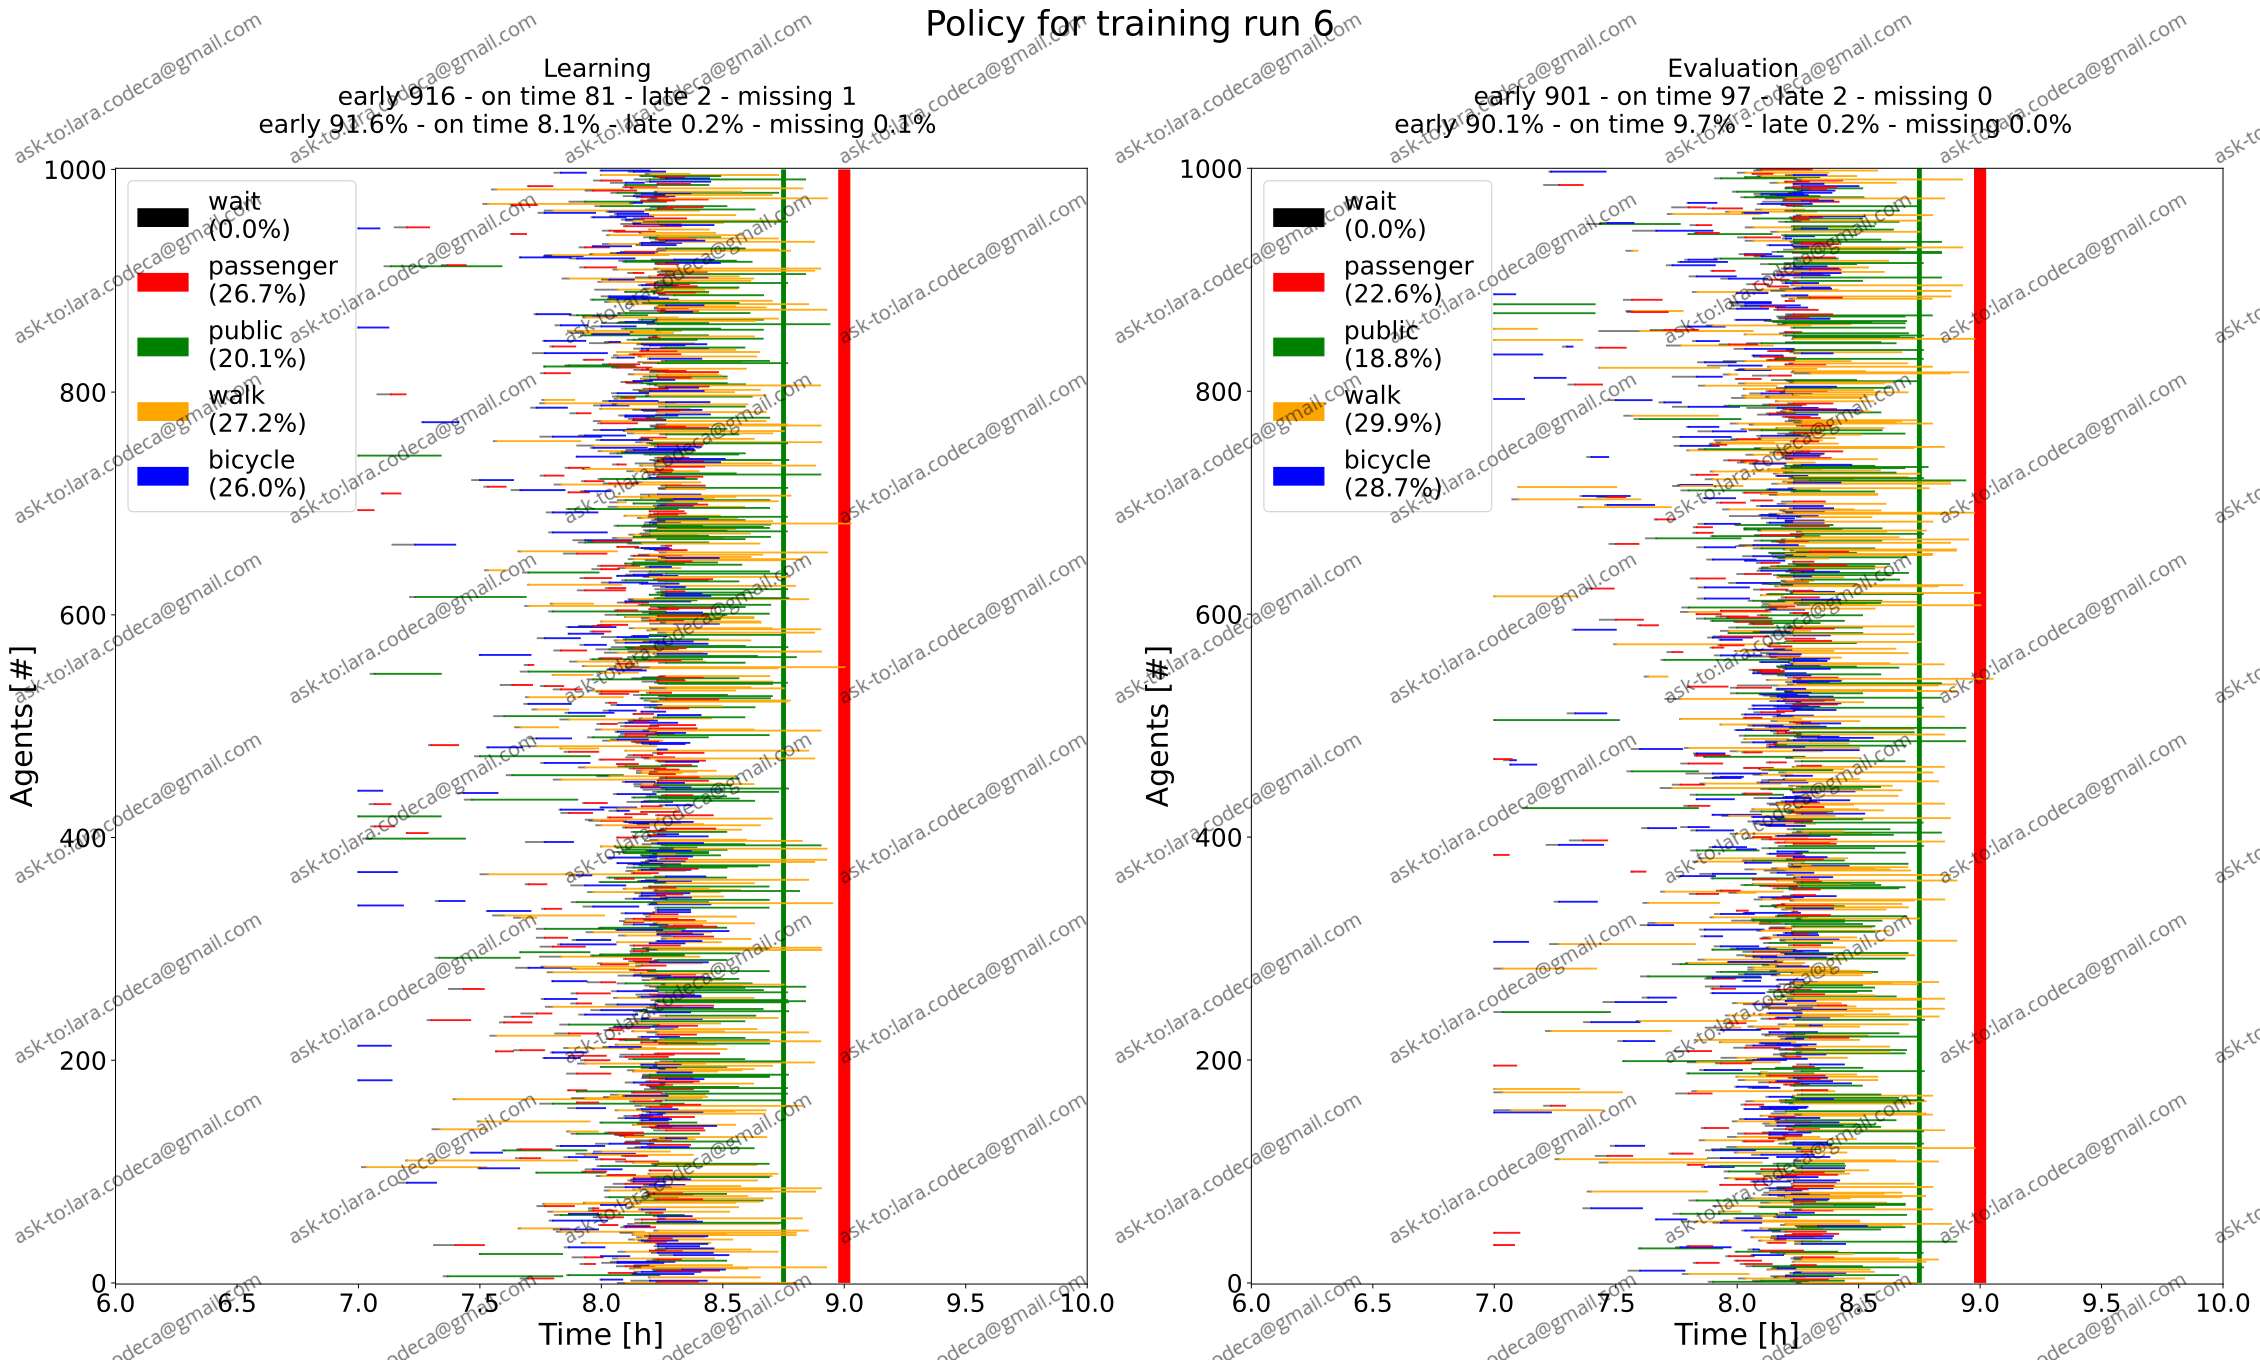 Policy for training run 6
Learning
early 916 - on time 81 - late 2 - missing 1
early 91.6% - on time 8.1% - late 0.2% - missing 0.1%
Agents [#]
1000
800
600
400
200
0
wait
(0.0%)
passenger
(26.7%)
public
(20.1%)
walk
(27.2%)
bicycle
(26.0%)
6.0 6.5 7.0 7.5 8.0 8.5 9.0 9.5 10.0
Time [h]
Evaluation
early 901 - on time 97 - late 2 - missing 0
early 90.1% - on time 9.7% - late 0.2% - missing 0.0%
Agents [#]
1000
800
600
400
200
0
wait
(0.0%)
passenger
(22.6%)
public
(18.8%)
walk
(29.9%)
bicycle
(28.7%)
6.0 6.5 7.0 7.5 8.0 8.5 9.0 9.5 10.0
Time [h]
ask-to:lara.codeca@gmail.com